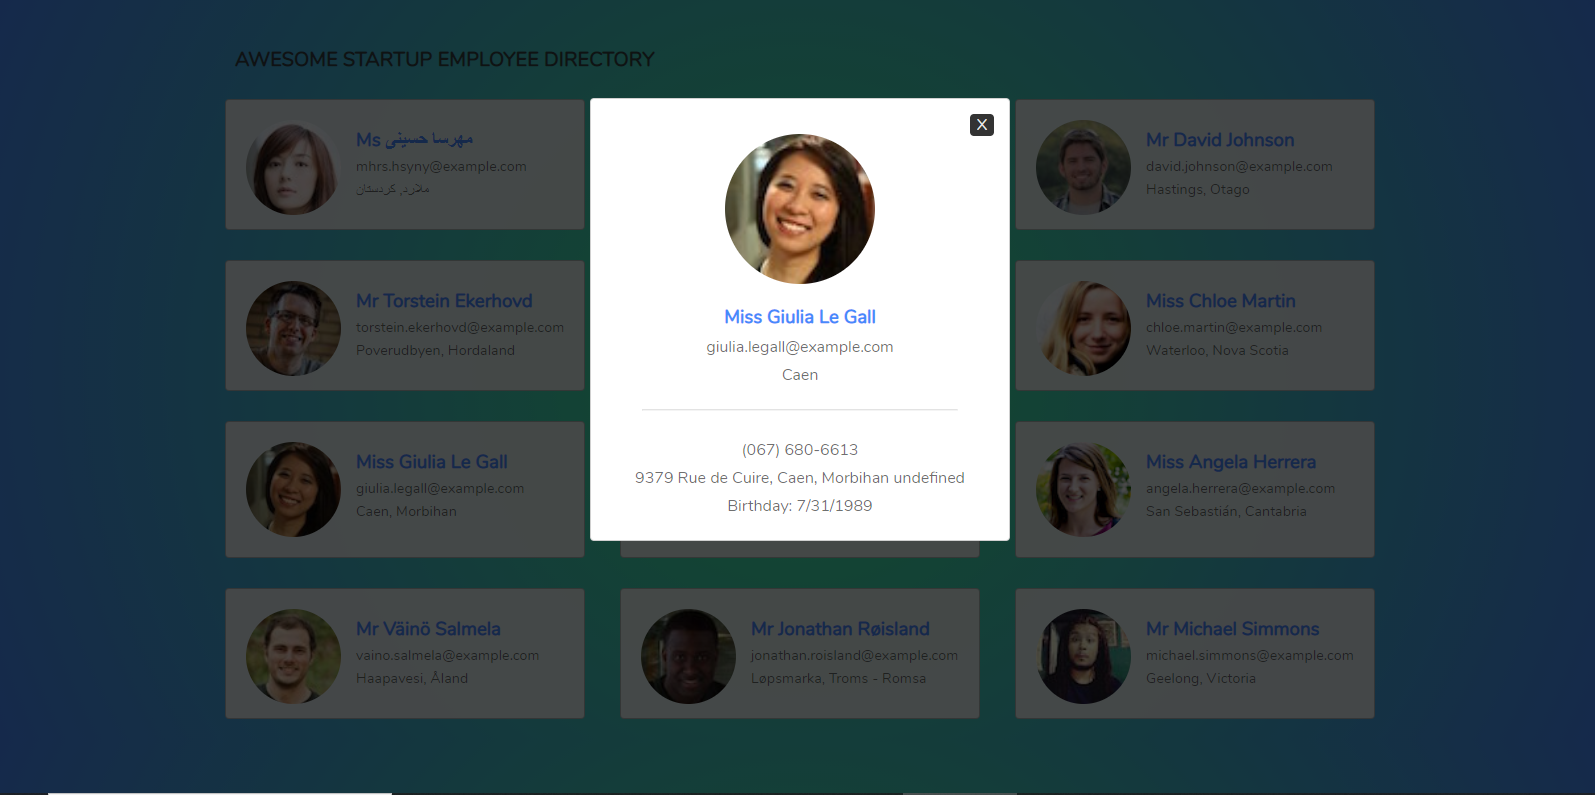 AWESOME STARTUP EMPLOYEE DIRECTORY
Ms مهرسا حسینی
mhrs.hsyny@example.com
ملارد, کردستان
X
Miss Giulia Le Gall
giulia.legall@example.com
Caen
(067) 680-6613
9379 Rue de Cuire, Caen, Morbihan undefined
Birthday: 7/31/1989
Mr David Johnson
david.johnson@example.com
Hastings, Otago
Mr Torstein Ekerhovd
torstein.ekerhovd@example.com
Poverudbyen, Hordaland
Miss Chloe Martin
chloe.martin@example.com
Waterloo, Nova Scotia
Miss Giulia Le Gall
giulia.legall@example.com
Caen, Morbihan
Miss Angela Herrera
angela.herrera@example.com
San Sebastián, Cantabria
Mr Väinö Salmela
vaino.salmela@example.com
Haapavesi, Åland
Mr Jonathan Røisland
jonathan.roisland@example.com
Løpsmarka, Troms - Romsa
Mr Michael Simmons
michael.simmons@example.com
Geelong, Victoria